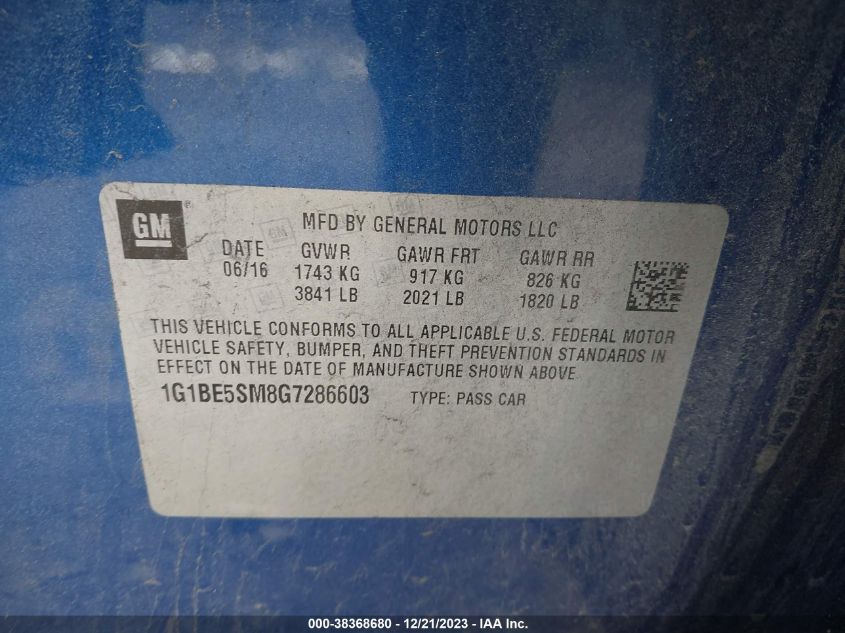 GM
MFD BY GENERAL MOTORS LLC
DATE GVWR GAWR FRT GAWR RR
06/16 1743 KG 917 KG 826 KG
3841 LB 2021 LB 1820 LB
THIS VEHICLE CONFORMS TO ALL APPLICABLE U.S. FEDERAL MOTOR
VEHICLE SAFETY, BUMPER, AND THEFT PREVENTION STANDARDS IN
EFFECT ON THE DATE OF MANUFACTURE SHOWN ABOVE
1G1BE5SM8G7286603 TYPE: PASS CAR
000-38368680 - 12/21/2023 - IAA Inc.